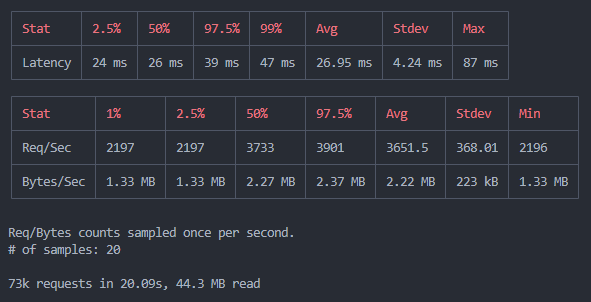 Stat 2.5% 50% 97.5% 99% Avg Stdev Max
Latency 24 ms 26 ms 39 ms 47 ms 26.95 ms 4.24 ms 87 ms
Stat 1% 2.5% 50% 97.5% Avg Stdev Min
Req/Sec 2197 2197 3733 3901 3651.5 368.01 2196
Bytes/Sec 1.33 MB 1.33 MB 2.27 MB 2.37 MB 2.22 MB 223 kB 1.33 MB
Req/Bytes counts sampled once per second.
# of samples: 20
73k requests in 20.09s, 44.3 MB read